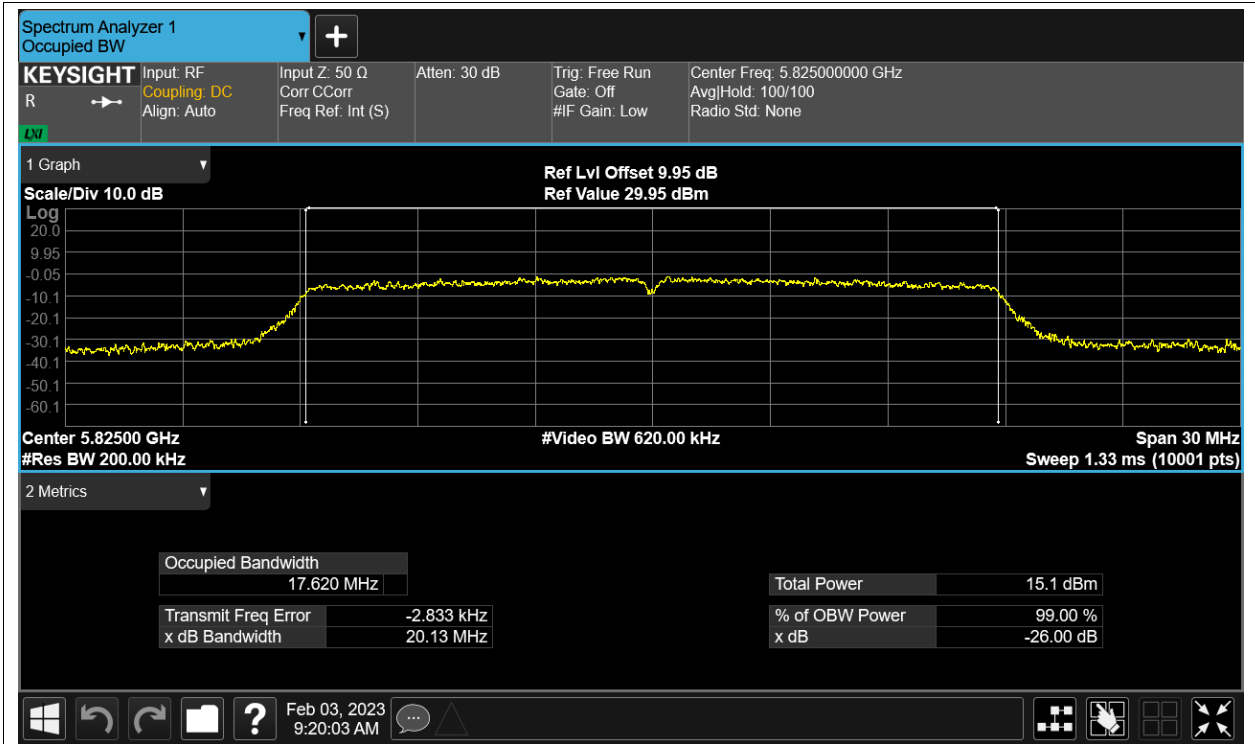 Spectrum Analyzer 1
Occupied BW
KEYSIGHT
R
LXI
Input: RF
Coupling: DC
Align: Auto
Input Z: 50 Ω
Corr CCorr
Freq Ref: Int (S)
Atten: 30 dB
Trig: Free Run
Gate: Off
#IF Gain: Low
Center Freq: 5.825000000 GHz
Avg|Hold: 100/100
Radio Std: None
1 Graph
Scale/Div 10.0 dB
Ref Lvl Offset 9.95 dB
Ref Value 29.95 dBm
Log
20.0
9.95
-0.05
-10.1
-20.1
-30.1
-40.1
-50.1
-60.1
Center 5.82500 GHz
#Res BW 200.00 kHz
#Video BW 620.00 kHz
Span 30 MHz
Sweep 1.33 ms (10001 pts)
2 Metrics
Occupied Bandwidth
17.620 MHz
Transmit Freq Error -2.833 kHz
x dB Bandwidth 20.13 MHz
Total Power 15.1 dBm
% of OBW Power 99.00 %
x dB -26.00 dB
?
Feb 03, 2023
9:20:03 AM